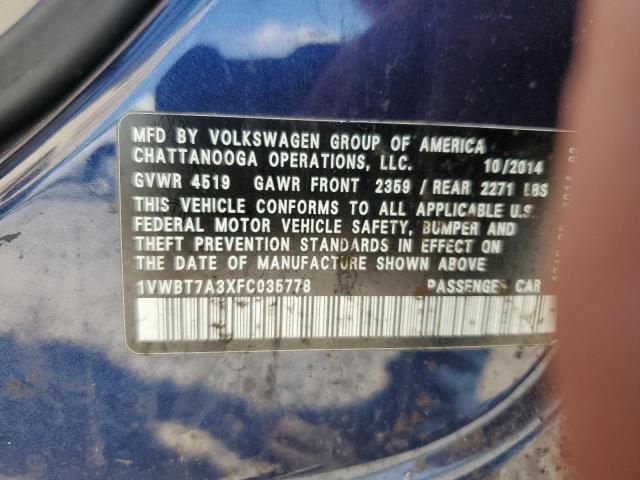 MFD BY VOLKSWAGEN GROUP OF AMERICA
CHATTANOOGA OPERATIONS, LLC. 10/2014
GVWR 4519 GAWR FRONT 2359 / REAR 2271 LBS
THIS VEHICLE CONFORMS TO ALL APPLICABLE U.S.
FEDERAL MOTOR VEHICLE SAFETY, BUMPER AND
THEFT PREVENTION STANDARDS IN EFFECT ON
THE DATE OF MANUFACTURE SHOWN ABOVE.
1VWBT7A3XFC035778 PASSENGER CAR